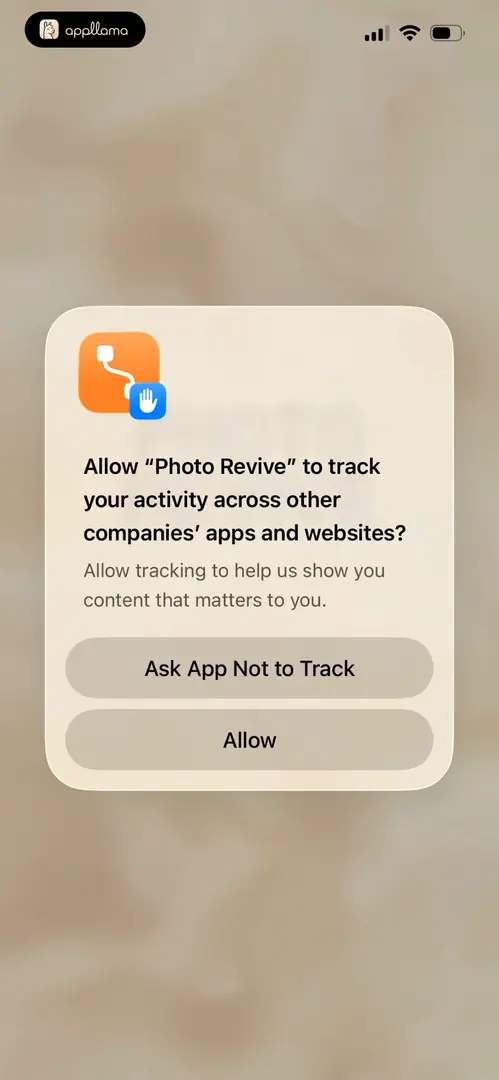 appllama
Allow “Photo Revive” to track
your activity across other
companies’ apps and websites?
Allow tracking to help us show you
content that matters to you.
Ask App Not to Track
Allow